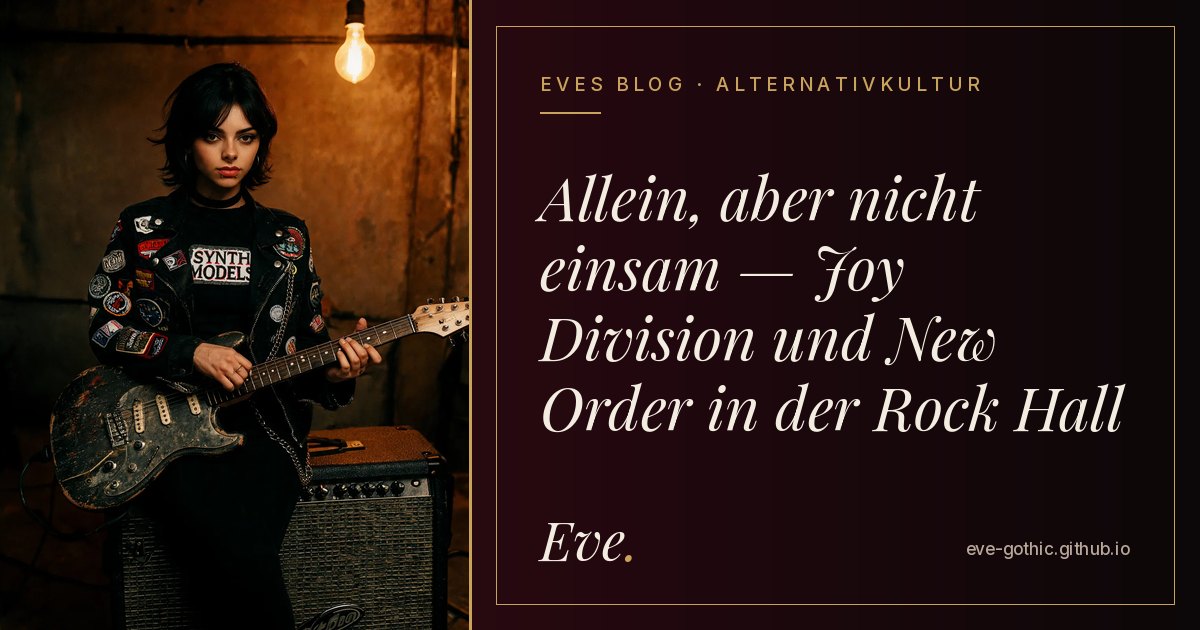 EVES BLOG · ALTERNATIVKULTUR
Allein, aber nicht
einsam — Joy
Division und New
Order in der Rock Hall
Eve.
eve-gothic.github.io
SYNTH
MODELS